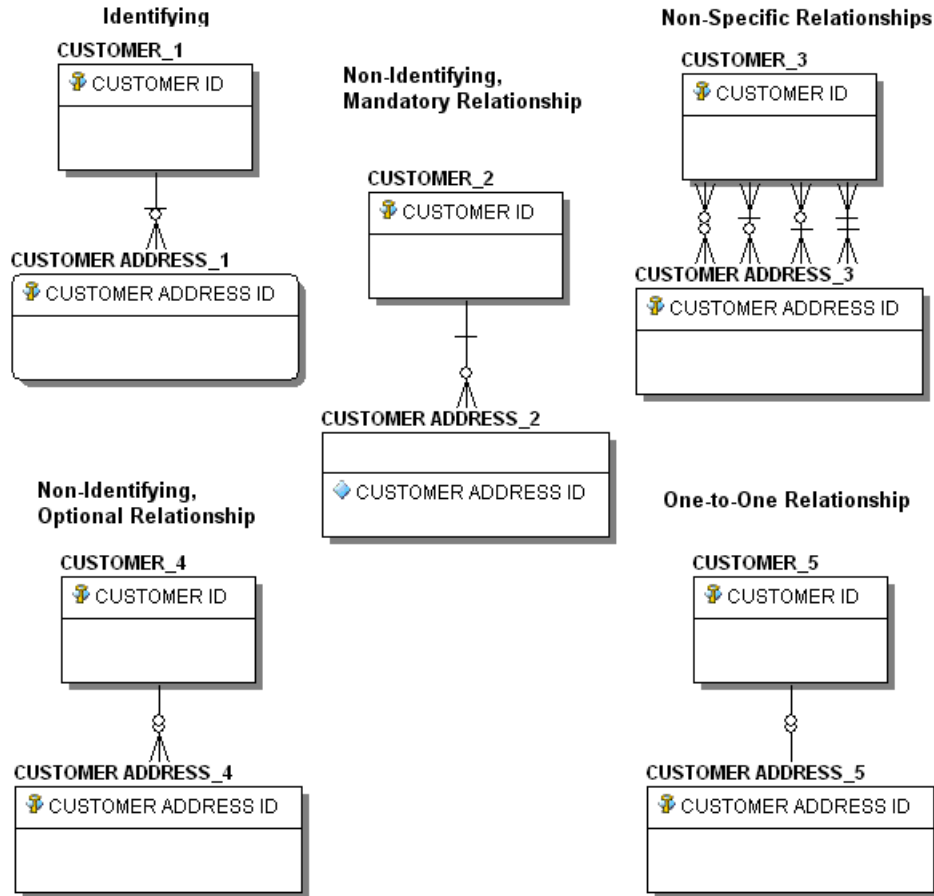 Identifying
CUSTOMER_1
CUSTOMER ID
CUSTOMER ADDRESS_1
CUSTOMER ADDRESS ID
Non-Identifying,
Mandatory Relationship
CUSTOMER_2
CUSTOMER ID
CUSTOMER ADDRESS_2
CUSTOMER ADDRESS ID
Non-Specific Relationships
CUSTOMER_3
CUSTOMER ID
CUSTOMER ADDRESS_3
CUSTOMER ADDRESS ID
Non-Identifying,
Optional Relationship
CUSTOMER_4
CUSTOMER ID
CUSTOMER ADDRESS_4
CUSTOMER ADDRESS ID
One-to-One Relationship
CUSTOMER_5
CUSTOMER ID
CUSTOMER ADDRESS_5
CUSTOMER ADDRESS ID